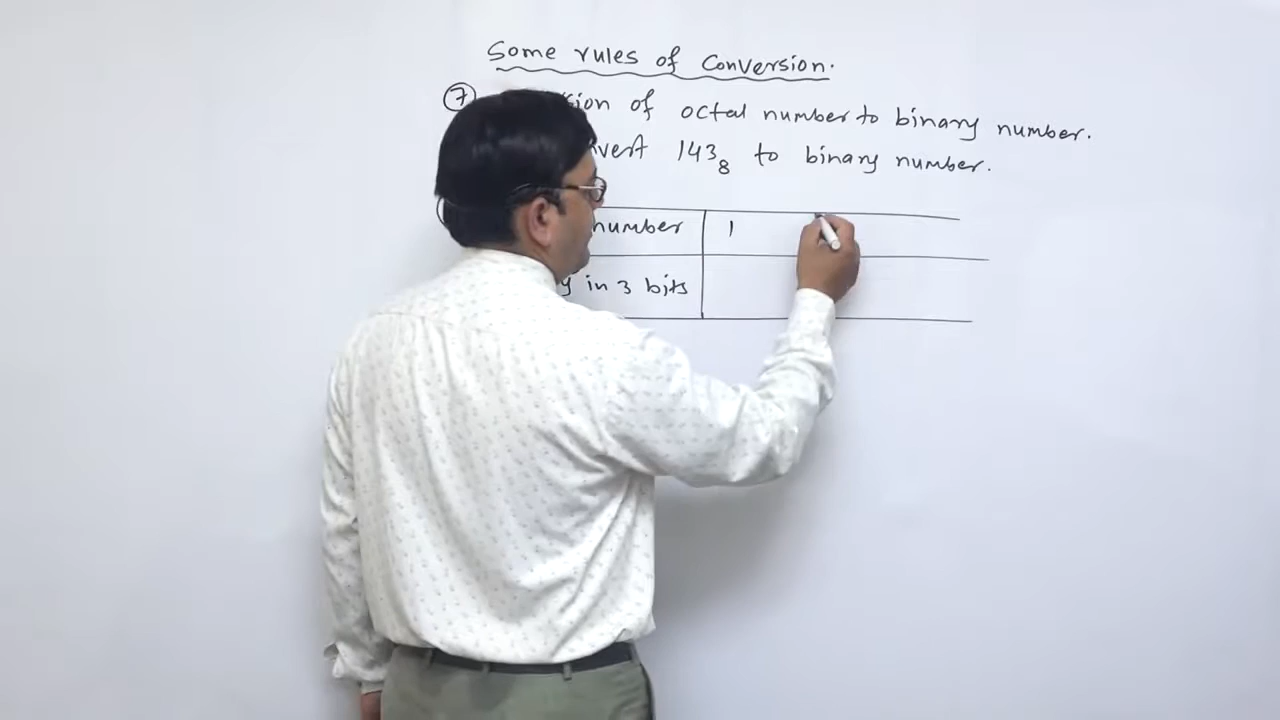 Some rules of Conversion.
7 sion of octal number to binary number.
vert 143₈ to binary number.
number 1
y in 3 bits